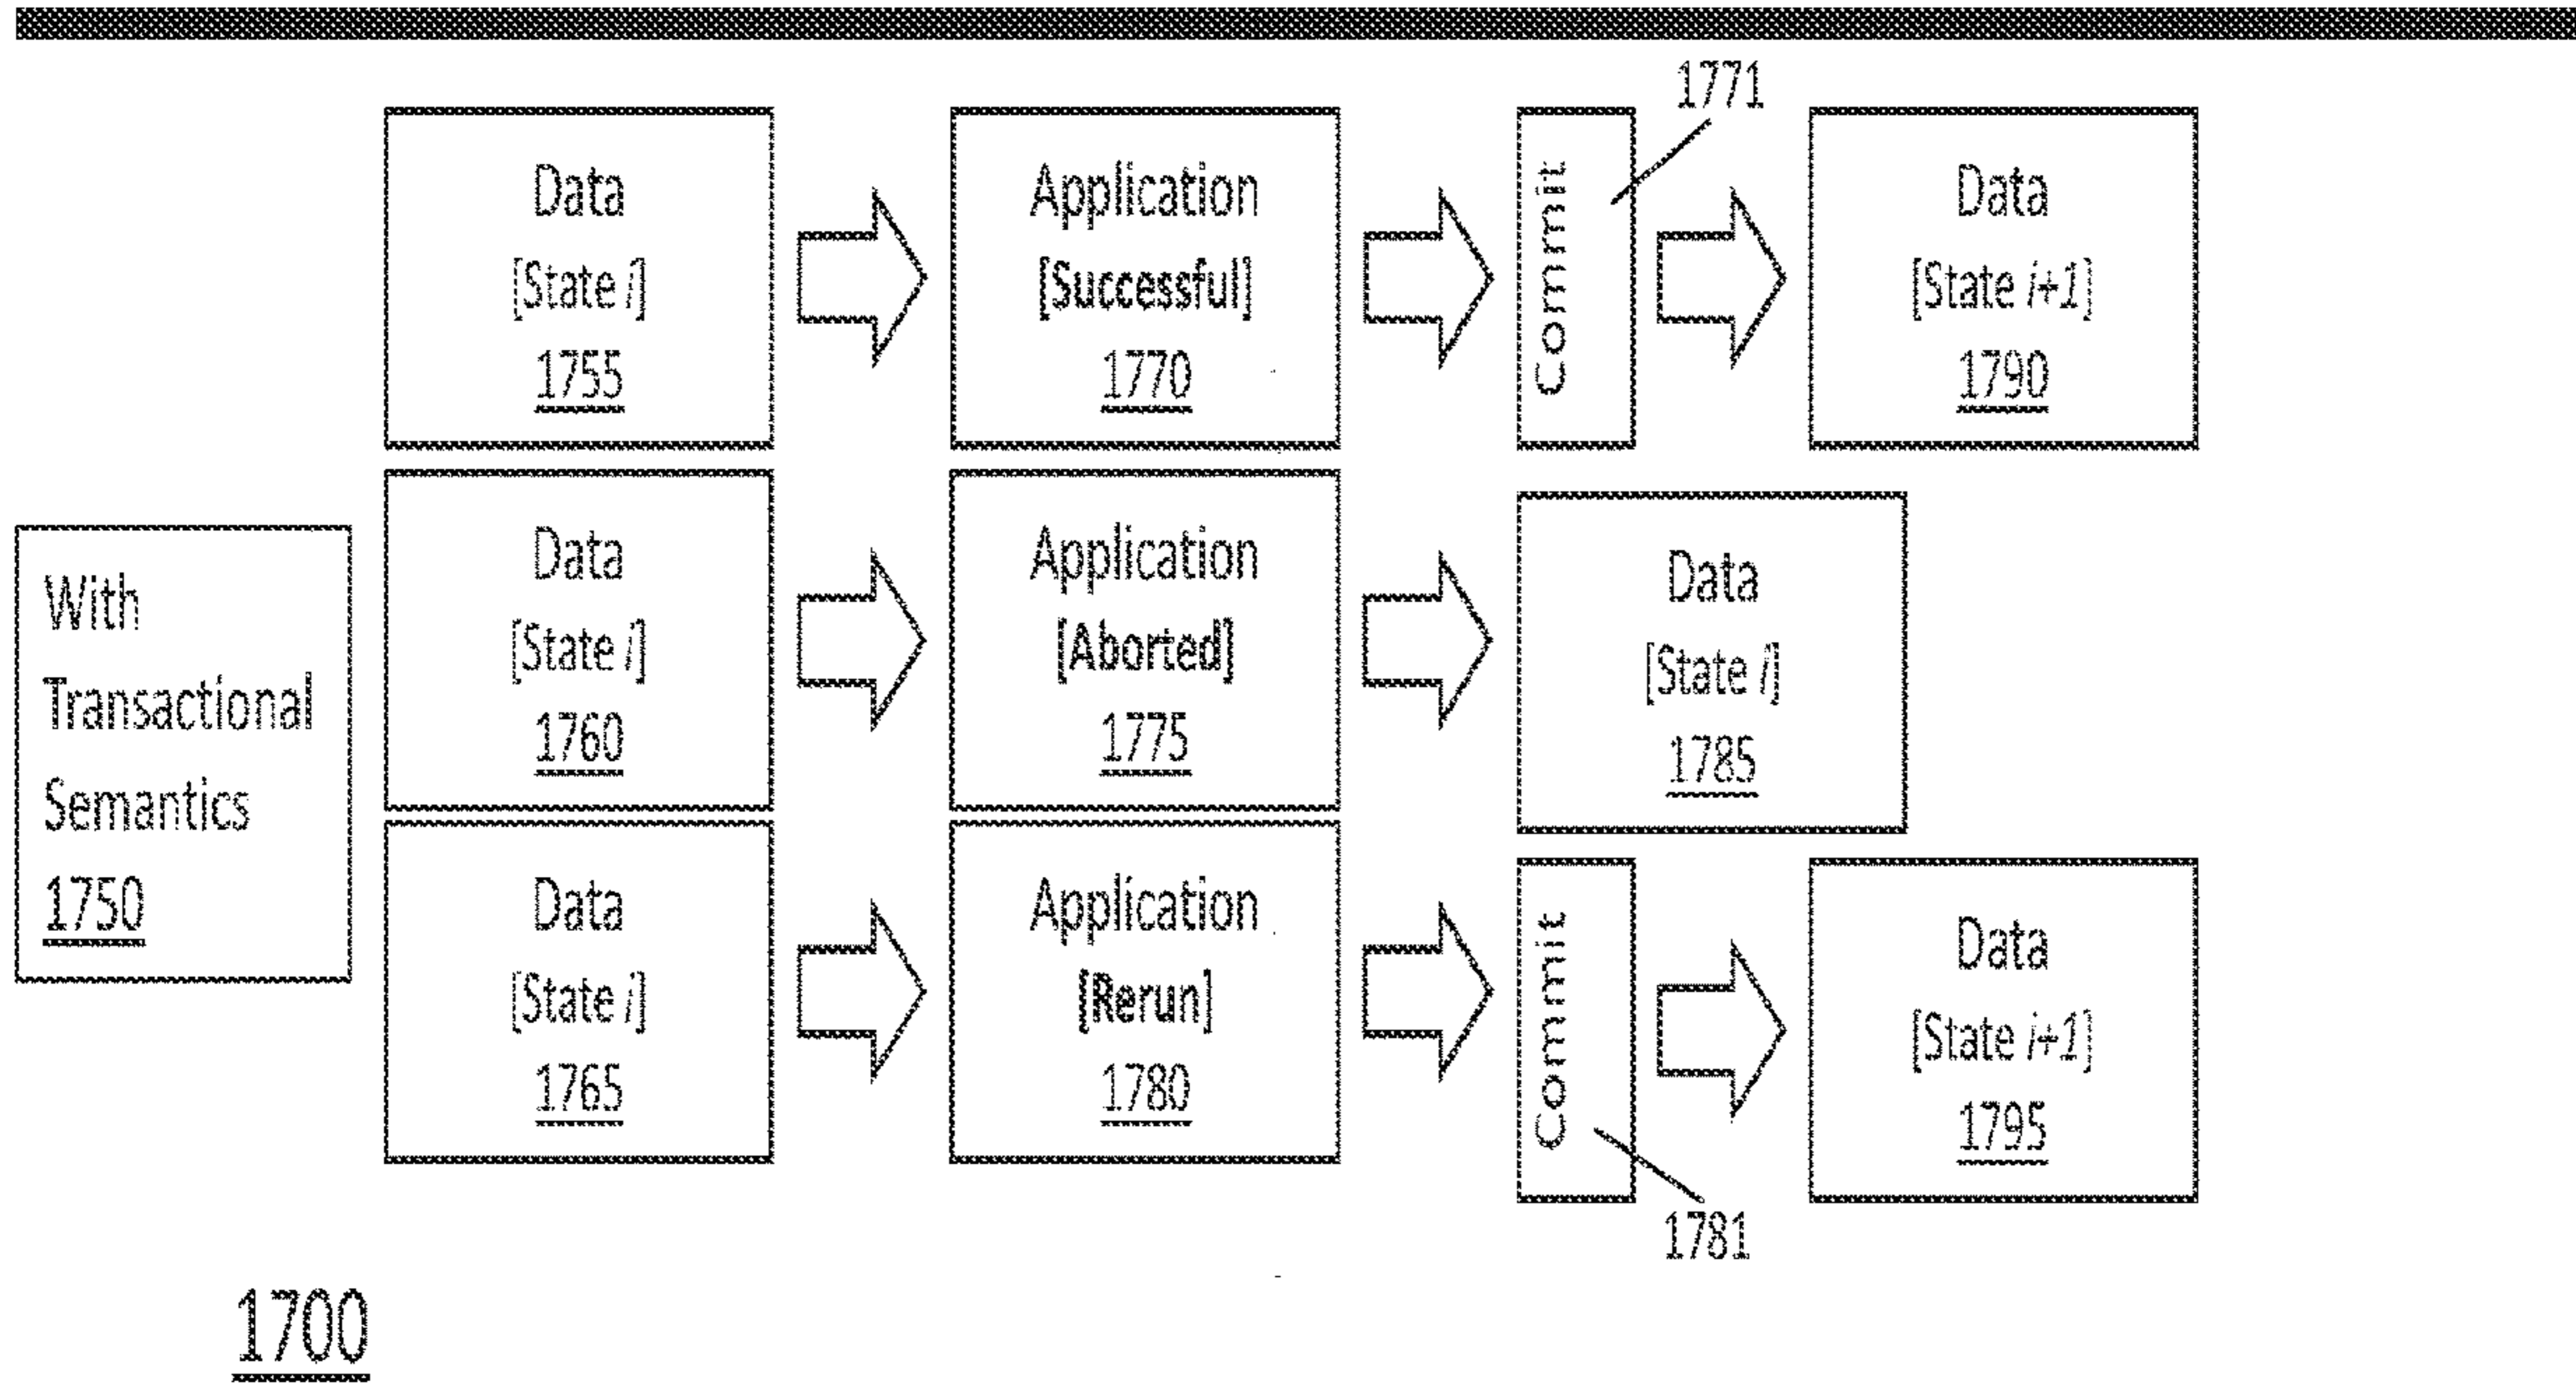 1771
Data
[State i]
1755
Application
[Successful]
1770
Commit
Data
[State i+1]
1790
With
Transactional
Semantics
1750
Data
[State i]
1760
Application
[Aborted]
1775
Data
[State i]
1785
Data
[State i]
1765
Application
[Rerun]
1780
Commit
Data
[State i+1]
1795
1781
1700